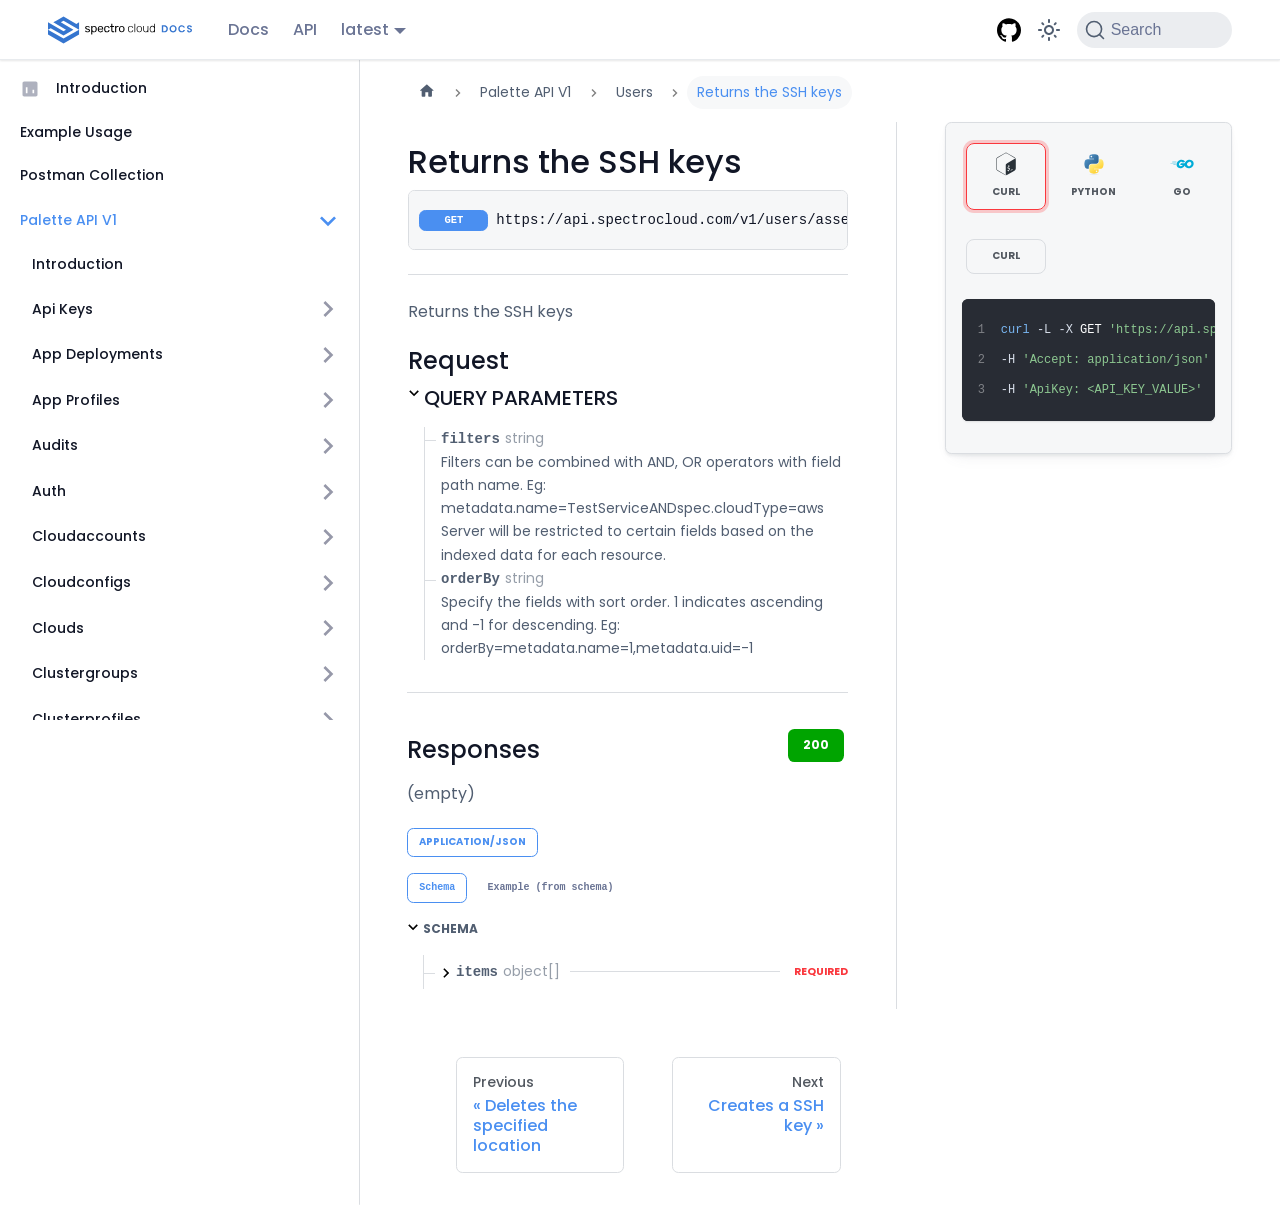 spectro cloud DOCS
Docs
API
latest
Search
Introduction
Example Usage
Postman Collection
Palette API V1
Introduction
Api Keys
App Deployments
App Profiles
Audits
Auth
Cloudaccounts
Cloudconfigs
Clouds
Clustergroups
Clusterprofiles
Palette API V1
Users
Returns the SSH keys
Returns the SSH keys
GET https://api.spectrocloud.com/v1/users/asse
Returns the SSH keys
Request
QUERY PARAMETERS
filters string
Filters can be combined with AND, OR operators with field
path name. Eg:
metadata.name=TestServiceANDspec.cloudType=aws
Server will be restricted to certain fields based on the
indexed data for each resource.
orderBy string
Specify the fields with sort order. 1 indicates ascending
and -1 for descending. Eg:
orderBy=metadata.name=1,metadata.uid=-1
Responses
200
(empty)
APPLICATION/JSON
Schema
Example (from schema)
SCHEMA
items object[]
REQUIRED
Previous
« Deletes the
specified
location
Next
Creates a SSH
key »
CURL
PYTHON
GO
CURL
1 curl -L -X GET 'https://api.sp
2 -H 'Accept: application/json'
3 -H 'ApiKey: <API_KEY_VALUE>'